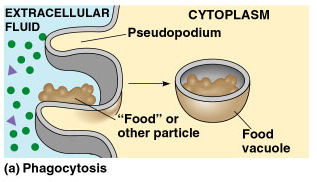 EXTRACELLULAR
FLUID
CYTOPLASM
Pseudopodium
“Food” or
other particle
Food
vacuole
(a) Phagocytosis